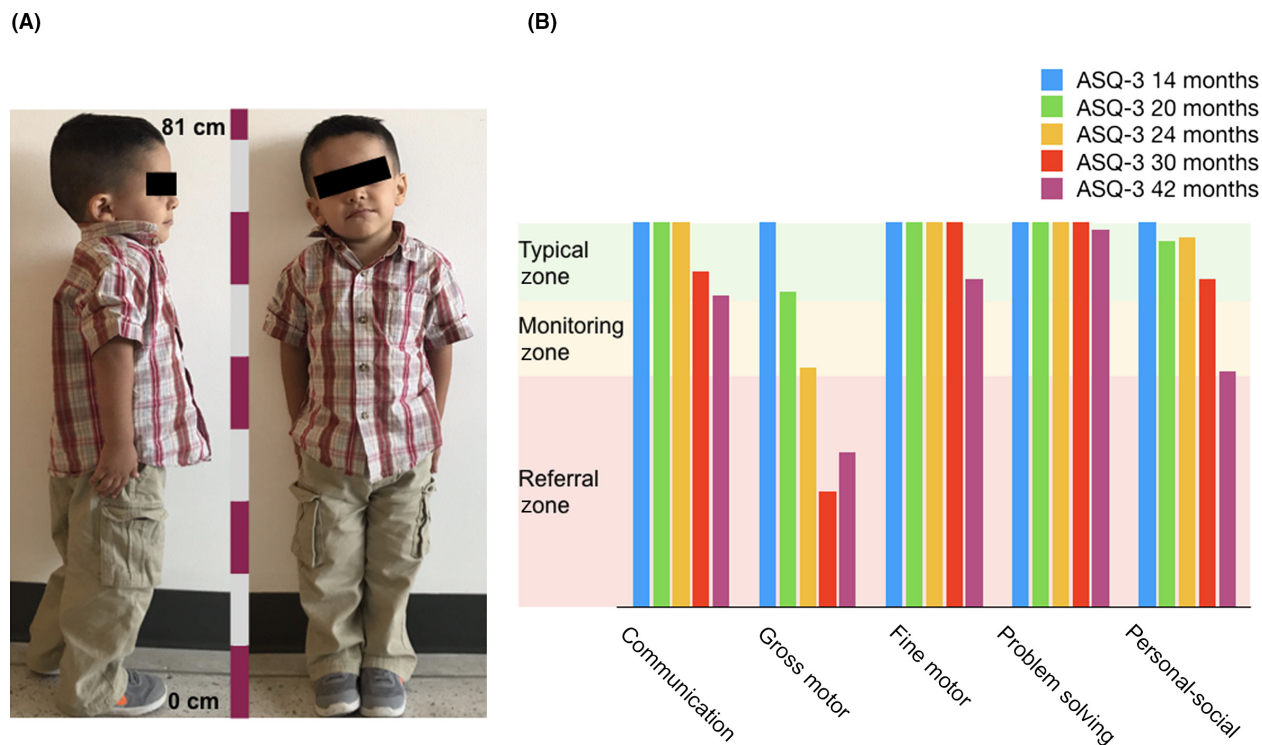 (A)
(B)
81 cm
0 cm
ASQ-3 14 months
ASQ-3 20 months
ASQ-3 24 months
ASQ-3 30 months
ASQ-3 42 months
Typical
zone
Monitoring
zone
Referral
zone
Communication
Gross motor
Fine motor
Problem solving
Personal-social